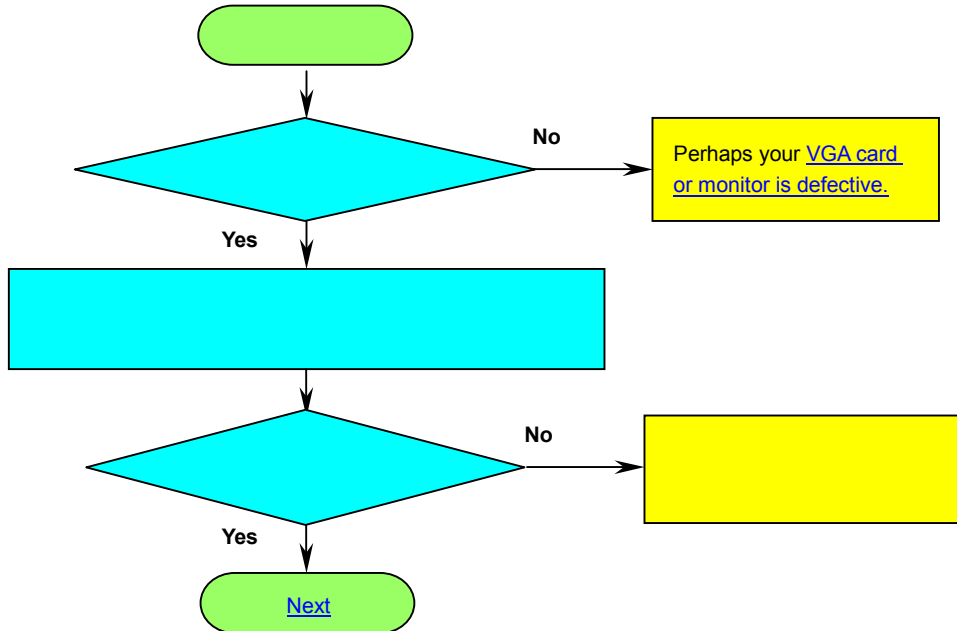 No
Perhaps your VGA card
or monitor is defective.
Yes
No
Yes
Next